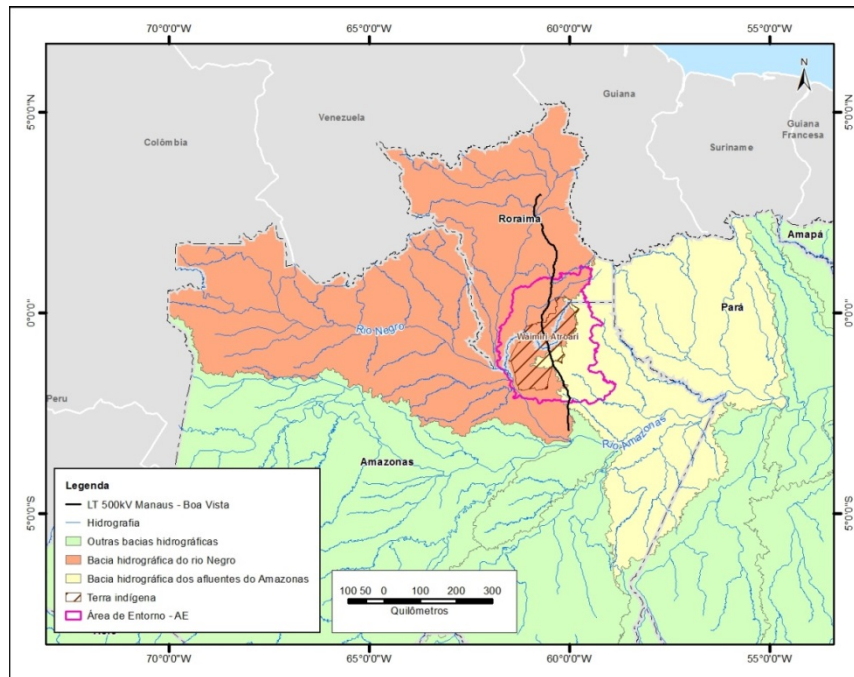 70°0'0"W 65°0'0"W 60°0'0"W 55°0'0"W
N
5°0'0"N 5°0'0"N
Guiana
Venezuela
Colômbia
Suriname
Guiana
Francesa
Roraima
Amapá
0°0'0" 0°0'0"
Pará
Rio Negro
Waimiri Atroari
Peru
Rio Amazonas
Amazonas
Legenda
LT 500kV Manaus - Boa Vista
Hidrografia
Outras bacias hidrográficas
Bacia hidrográfica do rio Negro
Bacia hidrográfica dos afluentes do Amazonas
Terra indígena
Área de Entorno - AE
5°0'0"S 5°0'0"S
100 50 0 100 200 300
Quilômetros
70°0'0"W 65°0'0"W 60°0'0"W 55°0'0"W